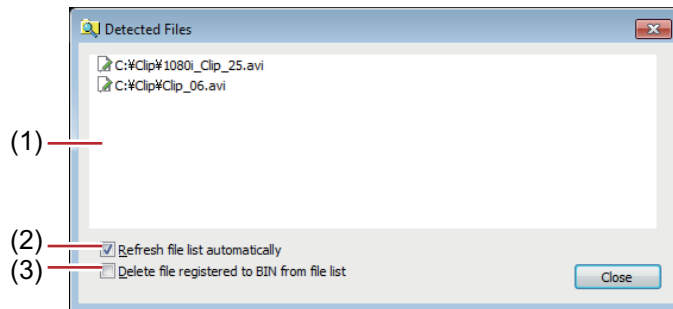 Detected Files
C:¥Clip¥1080i_Clip_25.avi
C:¥Clip¥Clip_06.avi
(1)
(2)
Refresh file list automatically
(3)
Delete file registered to BIN from file list
Close